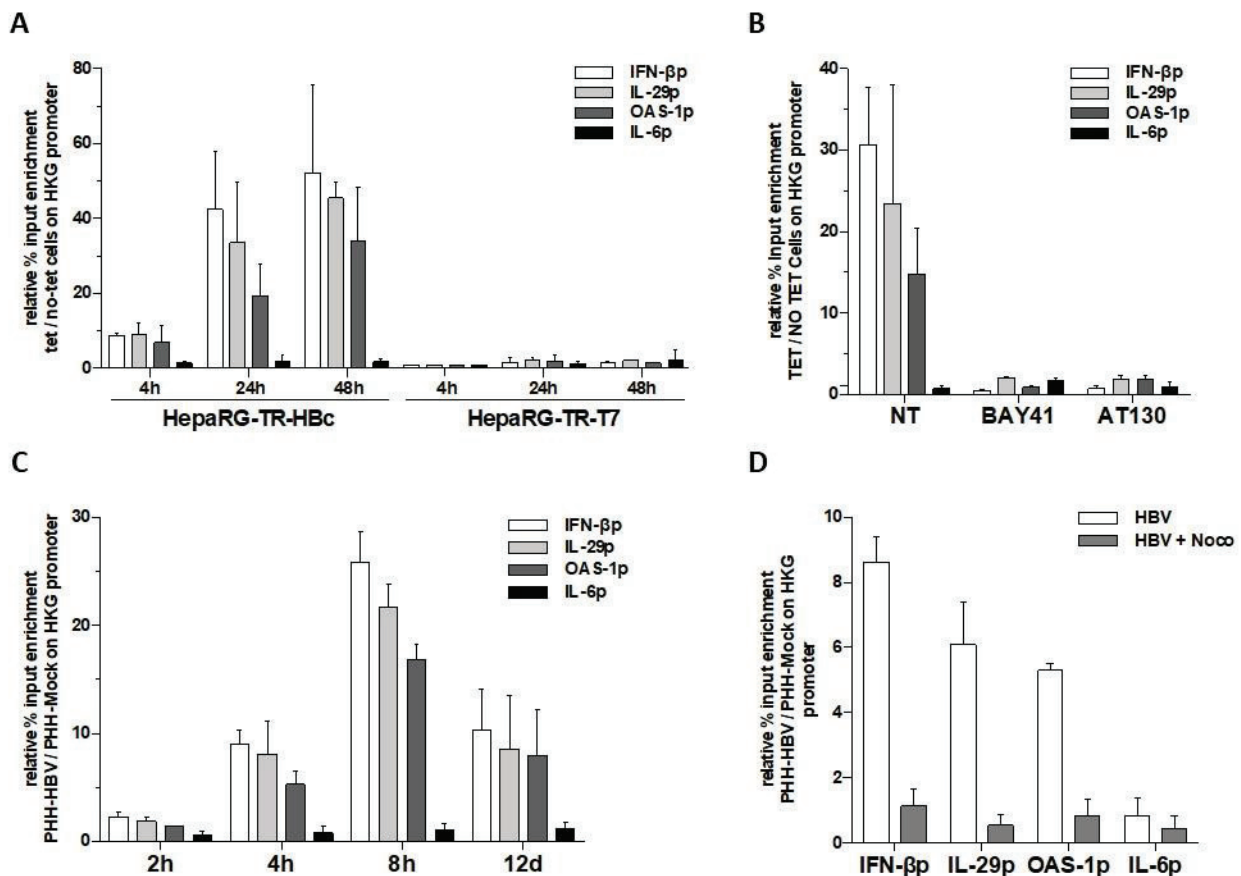 A
relative % input enrichment
tet / no-tet cells on HKG promoter
80
60
40
20
0
IFN-βp
IL-29p
OAS-1p
IL-6p
4h
24h
48h
4h
24h
48h
HepaRG-TR-HBc
HepaRG-TR-T7
B
relative % Input enrichment
TET / NO TET Cells on HKG promoter
40
30
20
10
0
IFN-βp
IL-29p
OAS-1p
IL-6p
NT
BAY41
AT130
C
relative % input enrichment
PHH-HBV / PHH-Mock on HKG promoter
30
20
10
0
IFN-βp
IL-29p
OAS-1p
IL-6p
2h
4h
8h
12d
D
relative % input enrichment
PHH-HBV / PHH-Mock on HKG
promoter
10
8
6
4
2
0
HBV
HBV + Noco
IFN-βp
IL-29p
OAS-1p
IL-6p